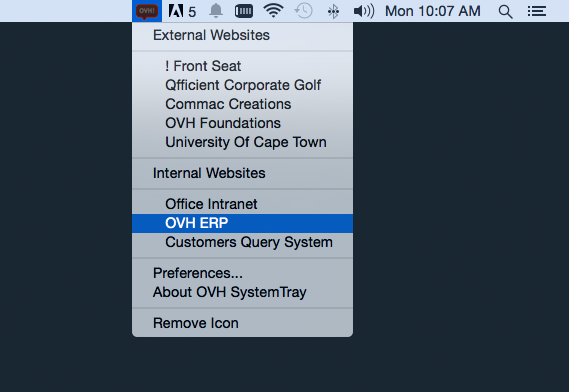 OVH! 5 Mon 10:07 AM
External Websites
! Front Seat
Qfficient Corporate Golf
Commac Creations
OVH Foundations
University Of Cape Town
Internal Websites
Office Intranet
OVH ERP
Customers Query System
Preferences...
About OVH SystemTray
Remove Icon